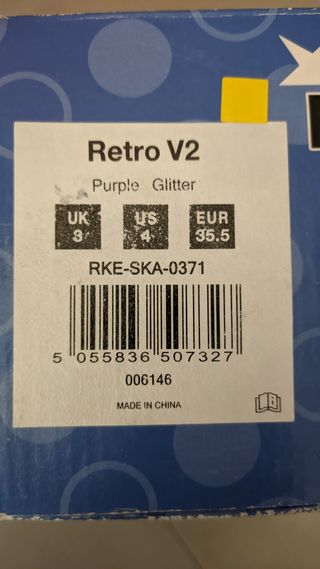 Retro V2
Purple Glitter
UK US EUR
3 4 35.5
RKE-SKA-0371
5 055836 507327
006146
MADE IN CHINA